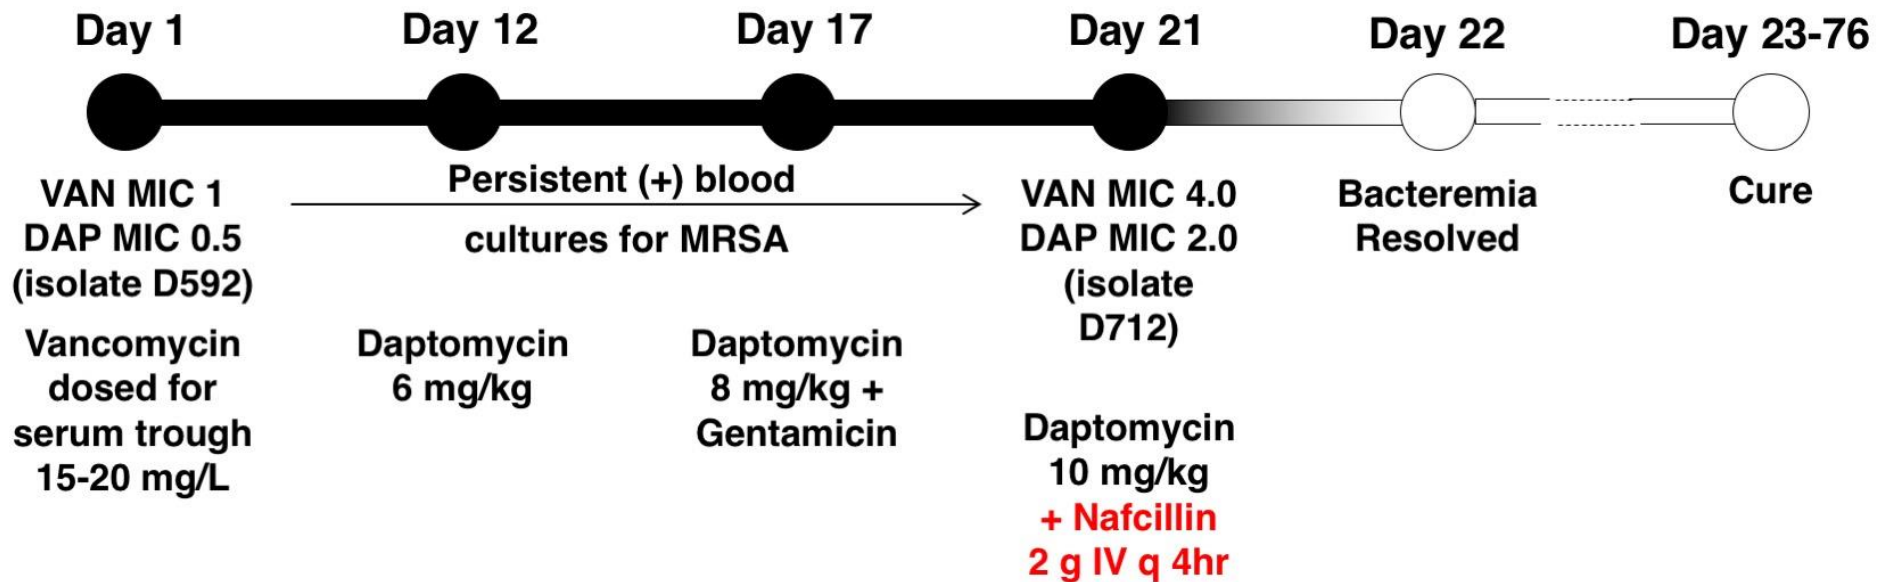 Day 1
Day 12
Day 17
Day 21
Day 22
Day 23-76
VAN MIC 1
DAP MIC 0.5
(isolate D592)
Persistent (+) blood
cultures for MRSA
VAN MIC 4.0
DAP MIC 2.0
(isolate
D712)
Bacteremia
Resolved
Cure
Vancomycin
dosed for
serum trough
15-20 mg/L
Daptomycin
6 mg/kg
Daptomycin
8 mg/kg +
Gentamicin
Daptomycin
10 mg/kg
+ Nafcillin
2 g IV q 4hr